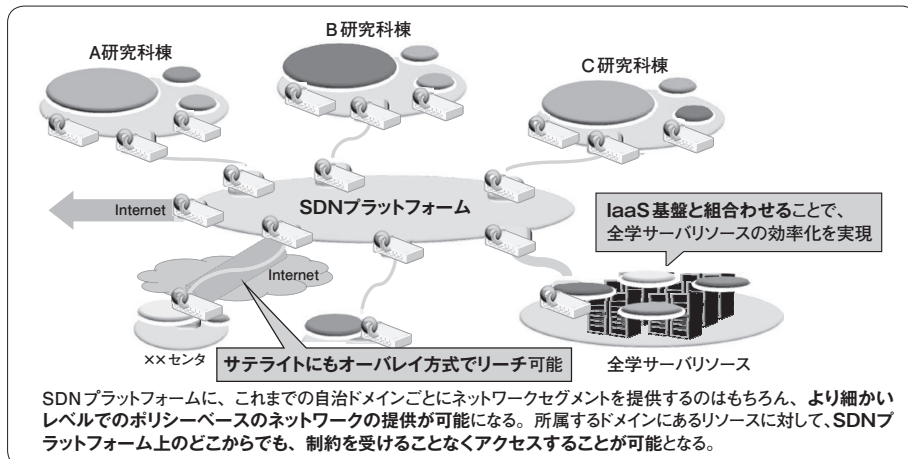 B研究科棟
A研究科棟
C研究科棟
SDNプラットフォーム
Internet
IaaS基盤と組合わせることで、
全学サーバリソースの効率化を実現
Internet
××センタ
サテライトにもオーバレイ方式でリーチ可能
全学サーバリソース
SDNプラットフォームに、これまでの自治ドメインごとにネットワークセグメントを提供するのはもちろん、より細かい
レベルでのポリシーベースのネットワークの提供が可能になる。所属するドメインにあるリソースに対して、SDNプ
ラットフォーム上のどこからでも、制約を受けることなくアクセスすることが可能となる。